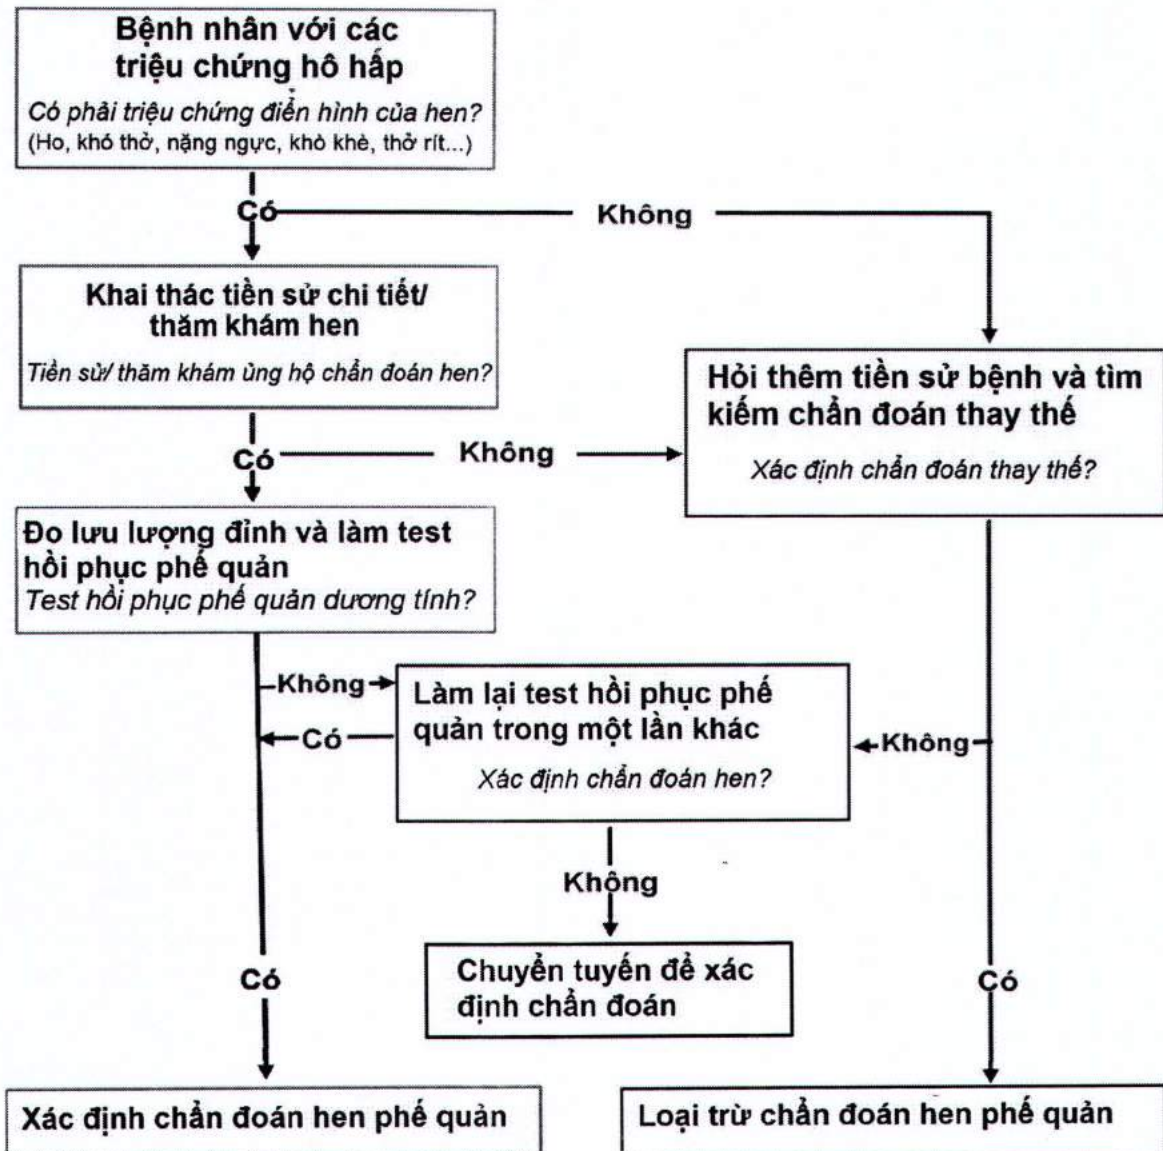 Bệnh nhân với các
triệu chứng hô hấp
Có phải triệu chứng điển hình của hen?
(Ho, khó thở, nặng ngực, khò khè, thở rít...)
Có
Không
Khai thác tiền sử chi tiết/
thăm khám hen
Tiền sử/ thăm khám ủng hộ chẩn đoán hen?
Hỏi thêm tiền sử bệnh và tìm
kiếm chẩn đoán thay thế
Xác định chẩn đoán thay thế?
Có
Không
Đo lưu lượng đỉnh và làm test
hồi phục phế quản
Test hồi phục phế quản dương tính?
Không
Làm lại test hồi phục phế
quản trong một lần khác
Xác định chẩn đoán hen?
Có
Không
Không
Chuyển tuyến để xác
định chẩn đoán
Có
Có
Xác định chẩn đoán hen phế quản
Loại trừ chẩn đoán hen phế quản